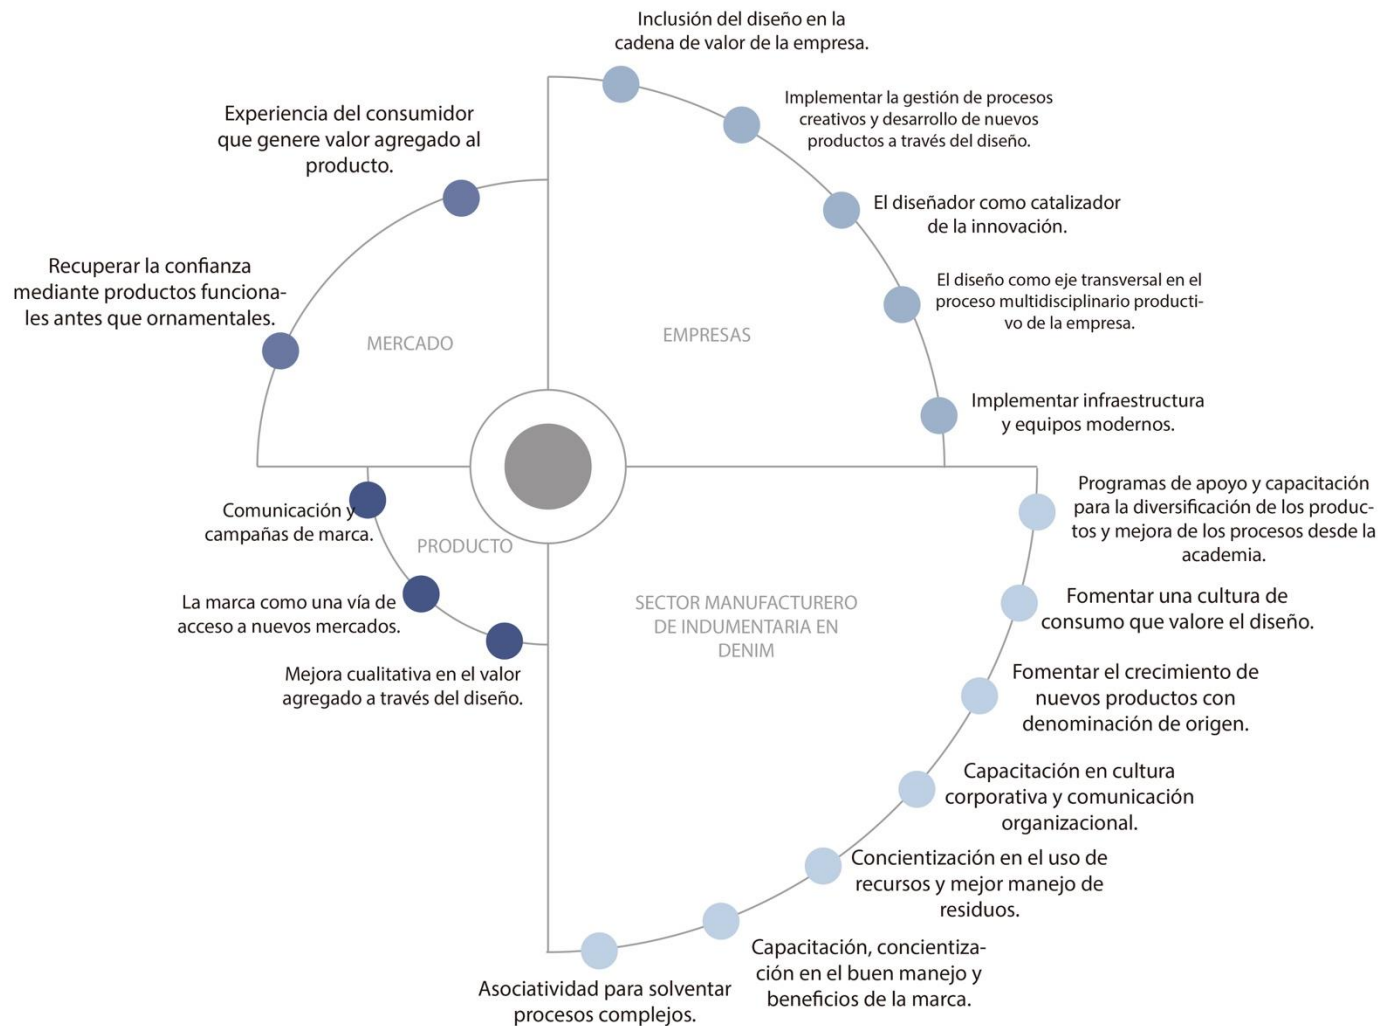 Inclusión del diseño en la
cadena de valor de la empresa.
Implementar la gestión de procesos
creativos y desarrollo de nuevos
productos a través del diseño.
El diseñador como catalizador
de la innovación.
El diseño como eje transversal en el
proceso multidisciplinario producti-
vo de la empresa.
Implementar infraestructura
y equipos modernos.
EMPRESAS
Experiencia del consumidor
que genere valor agregado al
producto.
Recuperar la confianza
mediante productos funciona-
les antes que ornamentales.
MERCADO
Comunicación y
campañas de marca.
PRODUCTO
La marca como una vía de
acceso a nuevos mercados.
Mejora cualitativa en el valor
agregado a través del diseño.
SECTOR MANUFACTURERO
DE INDUMENTARIA EN
DENIM
Programas de apoyo y capacitación
para la diversificación de los produc-
tos y mejora de los procesos desde la
academia.
Fomentar una cultura de
consumo que valore el diseño.
Fomentar el crecimiento de
nuevos productos con
denominación de origen.
Capacitación en cultura
corporativa y comunicación
organizacional.
Concientización en el uso de
recursos y mejor manejo de
residuos.
Capacitación, concientiza-
ción en el buen manejo y
beneficios de la marca.
Asociatividad para solventar
procesos complejos.